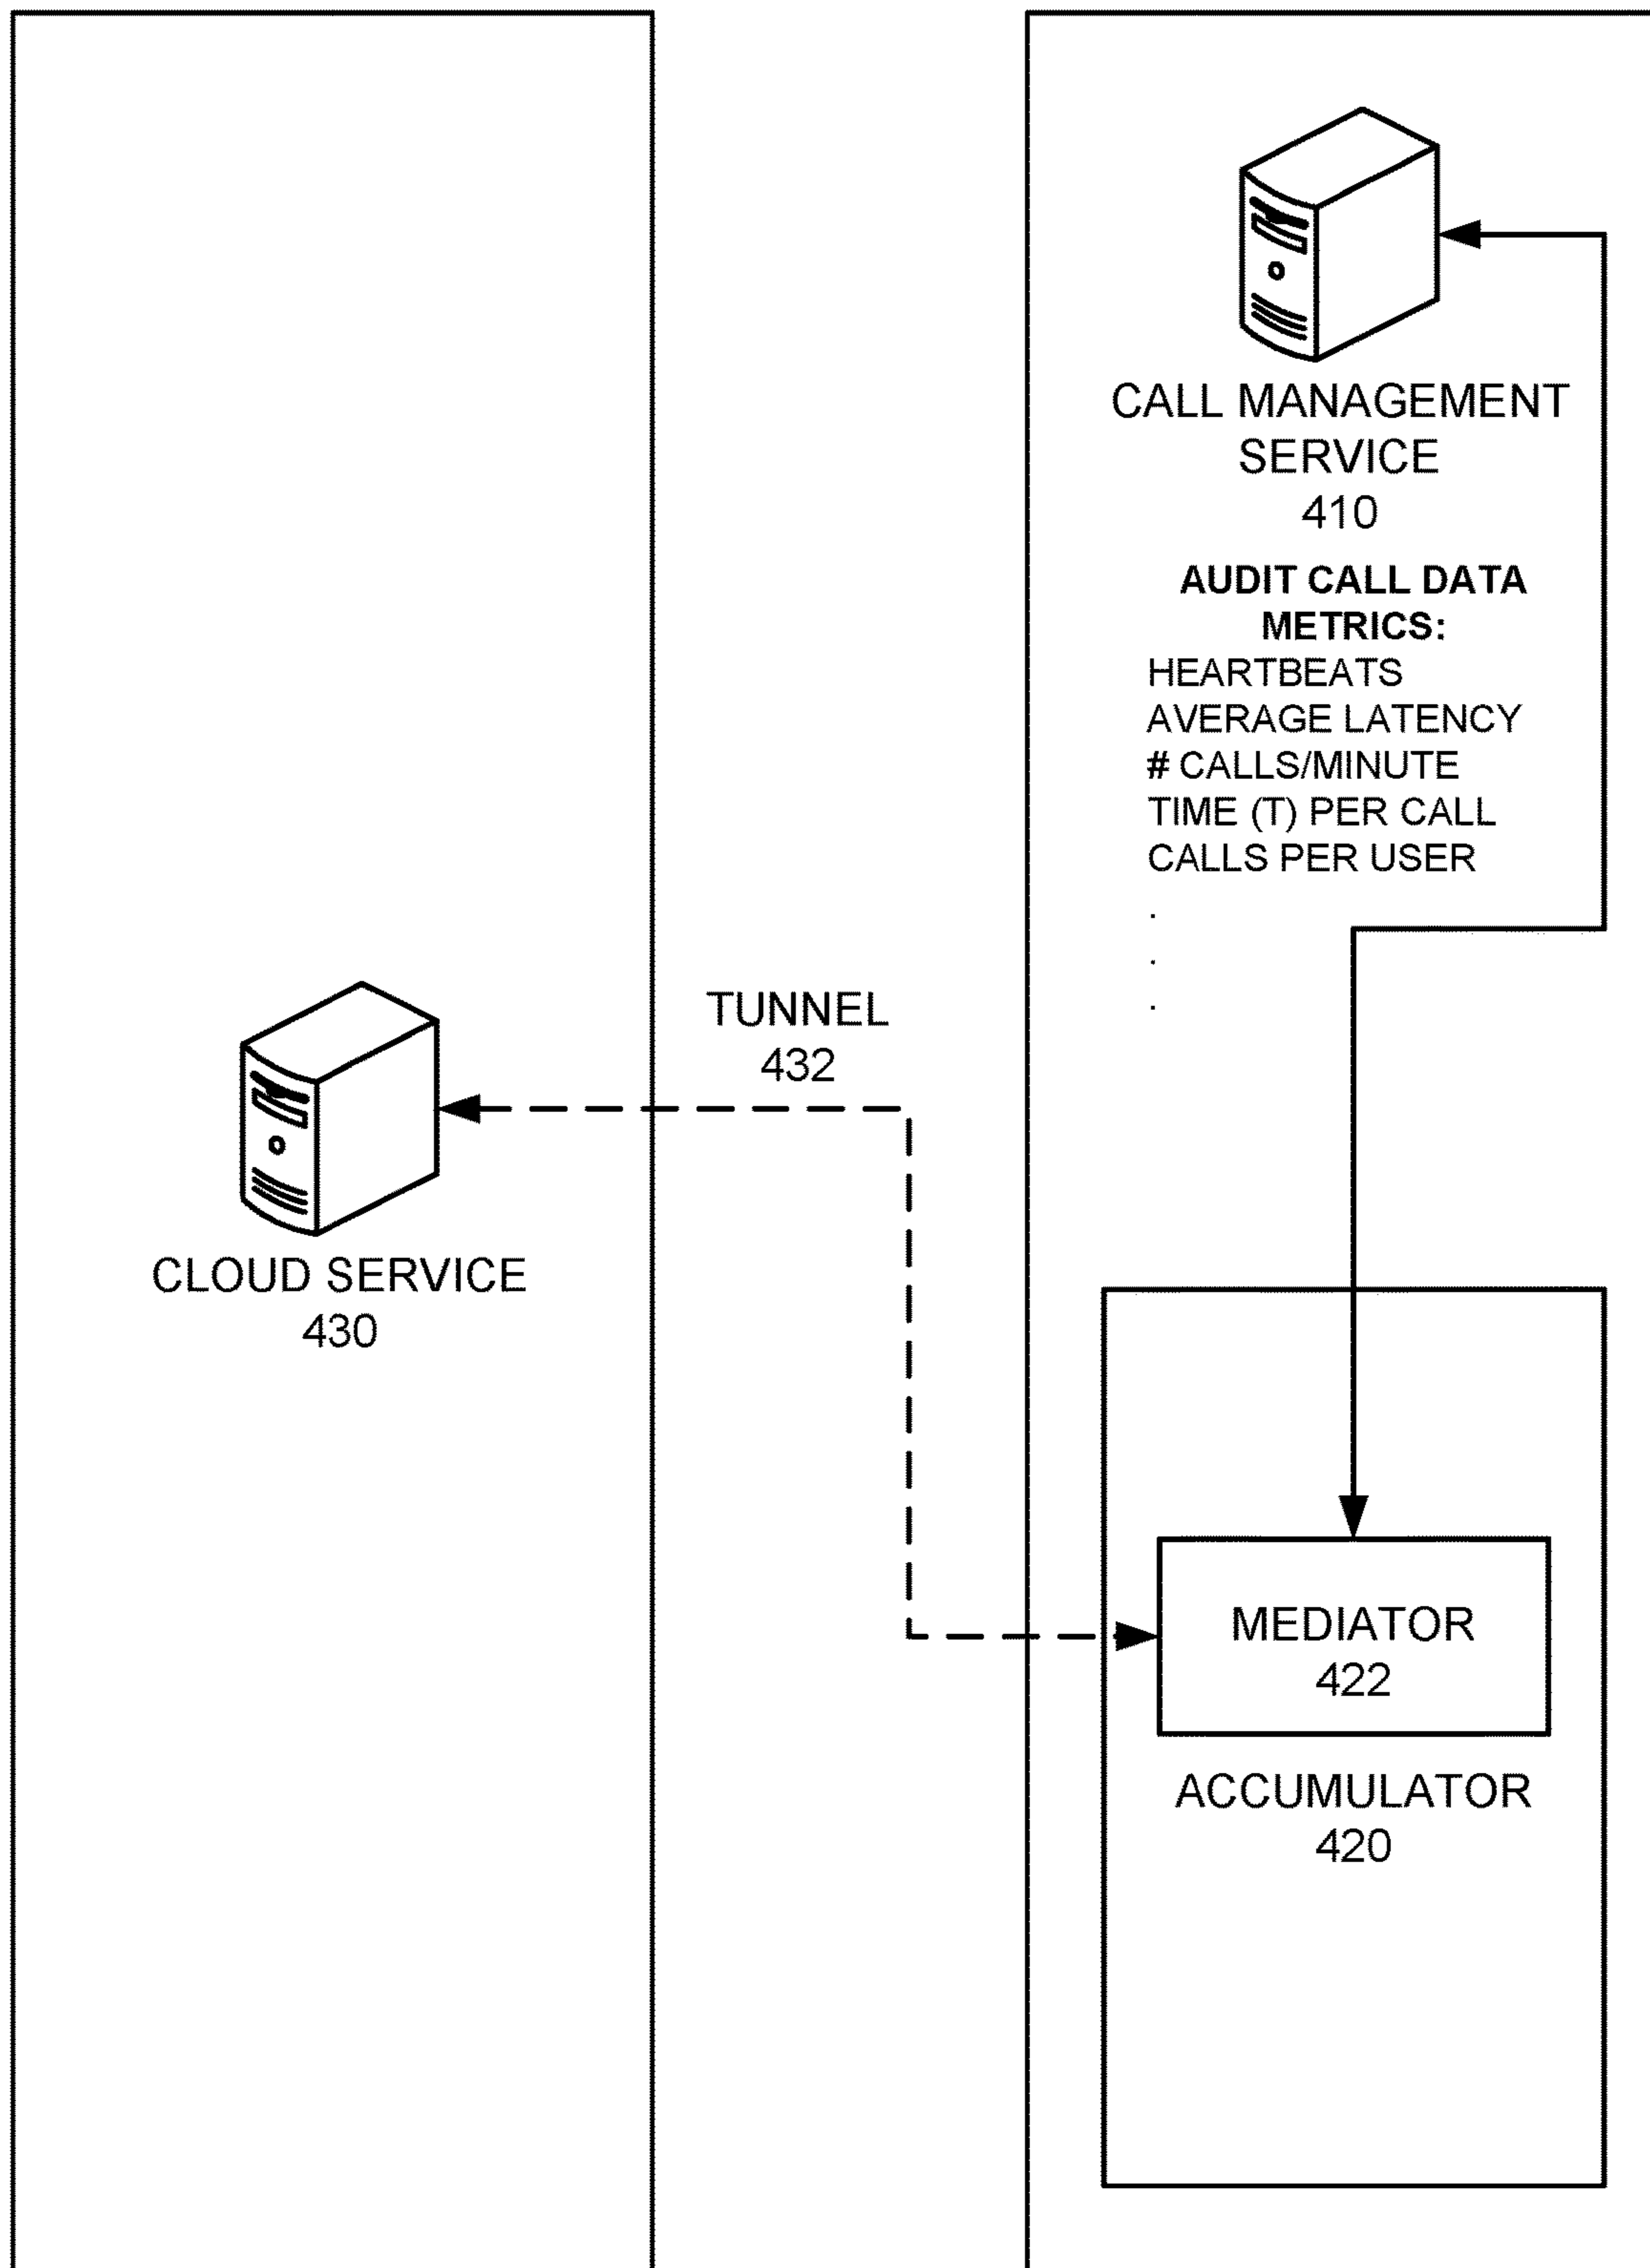 CALL MANAGEMENT
SERVICE
410
AUDIT CALL DATA
METRICS:
HEARTBEATS
AVERAGE LATENCY
# CALLS/MINUTE
TIME (T) PER CALL
CALLS PER USER
.
.
.
TUNNEL
432
CLOUD SERVICE
430
MEDIATOR
422
ACCUMULATOR
420